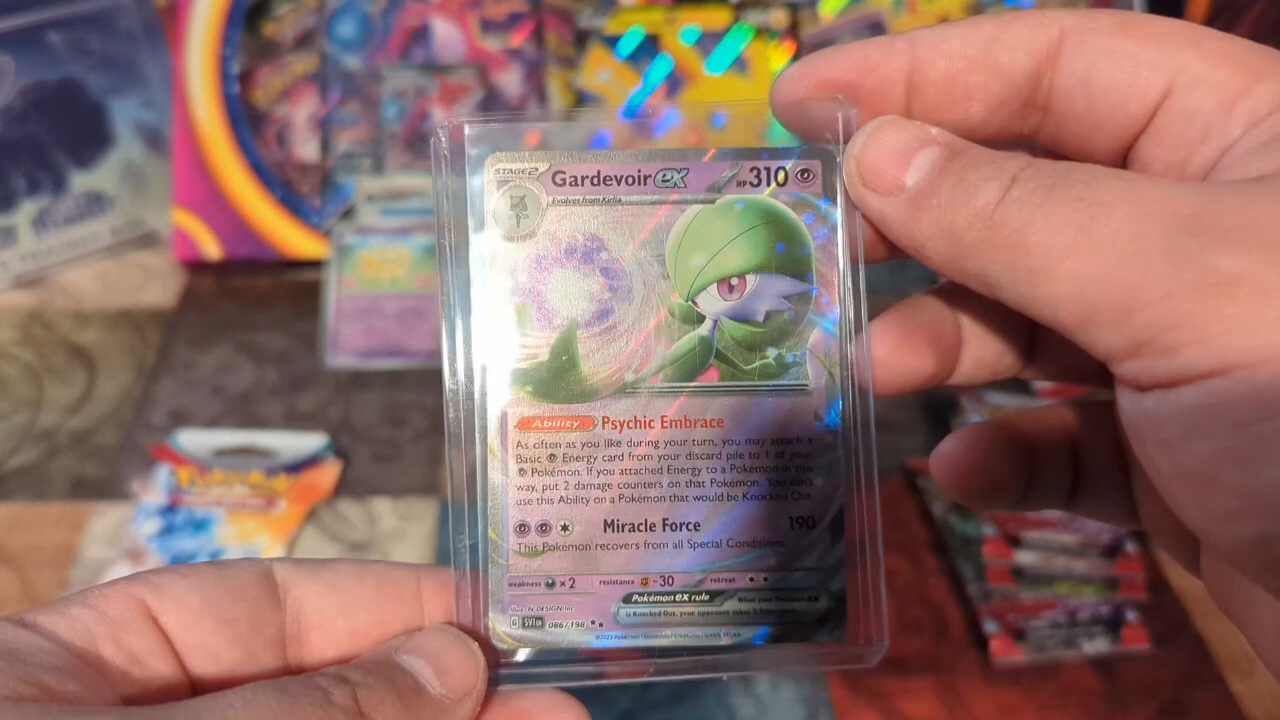 STAGE2 Gardevoir ex HP 310
Evolves from Kirlia
Ability Psychic Embrace
As often as you like during your turn, you may attach a
Basic Energy card from your discard pile to 1 of your
Pokémon. If you attached Energy to a Pokémon in this
way, put 2 damage counters on that Pokémon. You can't
use this Ability on a Pokémon that would be Knocked Out.
Miracle Force 190
This Pokémon recovers from all Special Conditions.
weakness ×2 resistance -30 retreat
Pokémon ex rule When your Pokémon ex
is Knocked Out, your opponent takes 2 Prize cards.
Illus. N-DESIGN Inc.
G SVI EN 086/198
©2023 Pokémon / Nintendo / Creatures / GAME FREAK
Pokémon